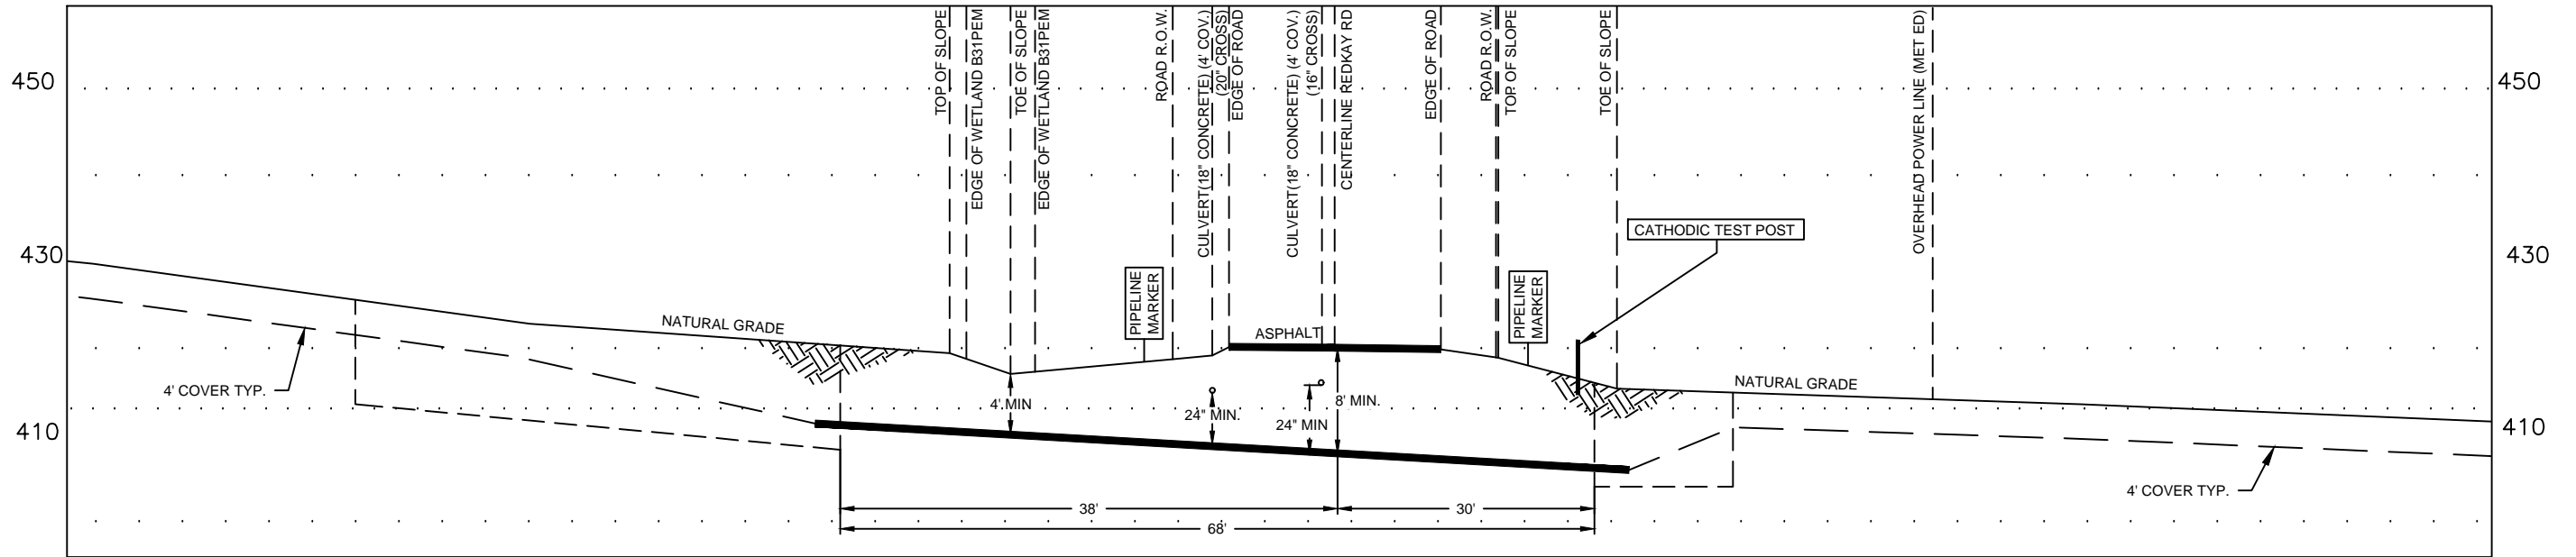 TOP OF SLOPE
EDGE OF WETLAND B31PEM
TOE OF SLOPE
EDGE OF WETLAND B31PEM
ROAD R.O.W.
CULVERT(18" CONCRETE) (4' COV.)
(20" CROSS)
EDGE OF ROAD
CULVERT(18" CONCRETE) (4' COV.)
(16" CROSS)
CENTERLINE REDKAY RD
EDGE OF ROAD
ROAD R.O.W.
TOP OF SLOPE
TOE OF SLOPE
OVERHEAD POWER LINE (MET ED)
450
450
430
CATHODIC TEST POST
430
PIPELINE
MARKER
PIPELINE
MARKER
NATURAL GRADE
ASPHALT
4' COVER TYP.
NATURAL GRADE
4' MIN
24" MIN.
24" MIN
8' MIN.
410
410
4' COVER TYP.
38'
30'
68'